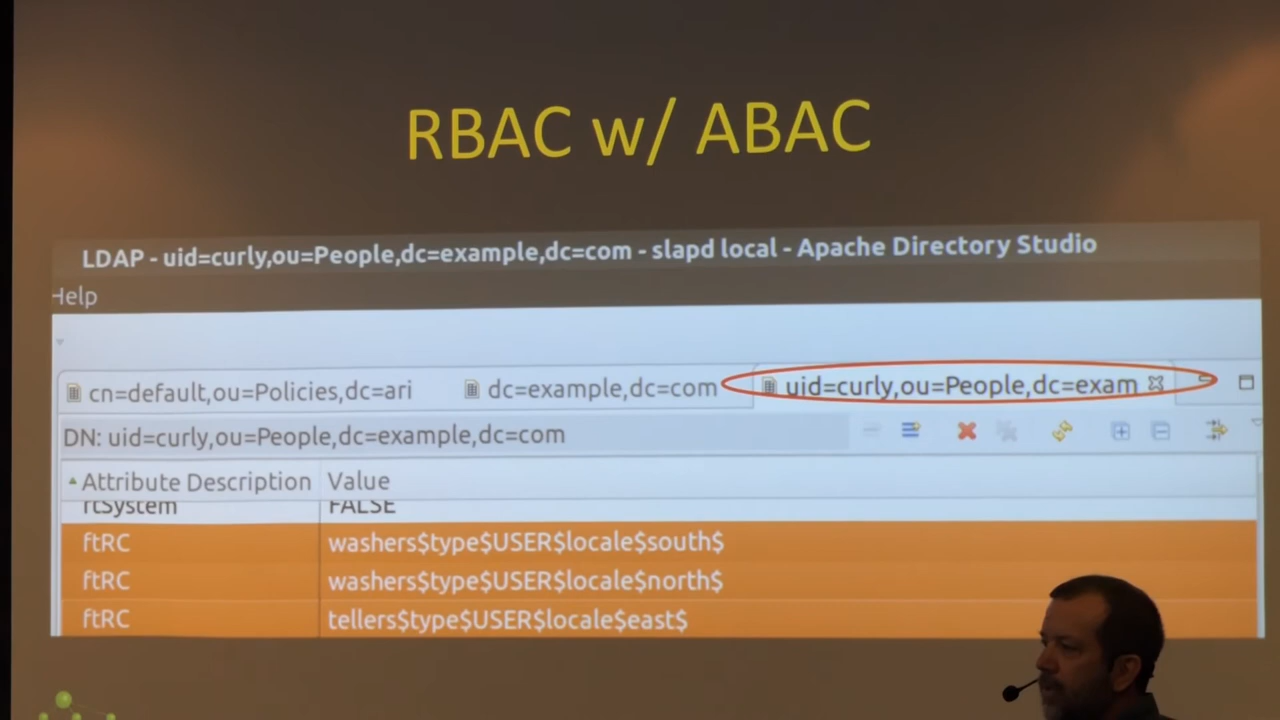 RBAC w/ ABAC
LDAP - uid=curly,ou=People,dc=example,dc=com - slapd local - Apache Directory Studio
Help
cn=default,ou=Policies,dc=ari dc=example,dc=com uid=curly,ou=People,dc=exam
DN: uid=curly,ou=People,dc=example,dc=com
Attribute Description Value
ftSystem FALSE
ftRC washers$type$USER$locale$south$
ftRC washers$type$USER$locale$north$
ftRC tellers$type$USER$locale$east$